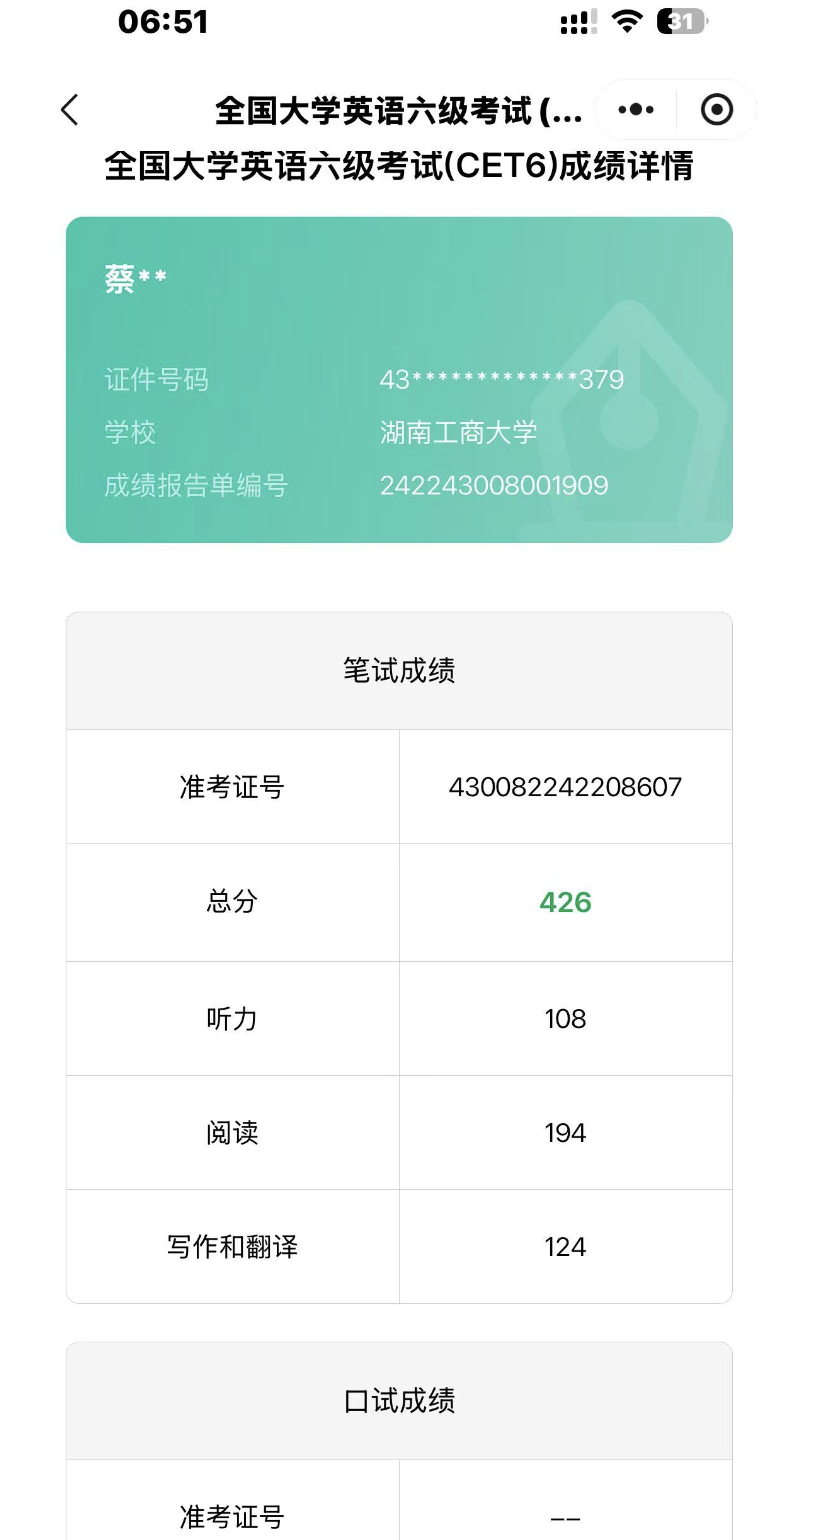 06:51
31
全国大学英语六级考试 (...
全国大学英语六级考试(CET6)成绩详情
蔡**
证件号码 43*************379
学校 湖南工商大学
成绩报告单编号 242243008001909
笔试成绩
准考证号 430082242208607
总分 426
听力 108
阅读 194
写作和翻译 124
口试成绩
准考证号 --